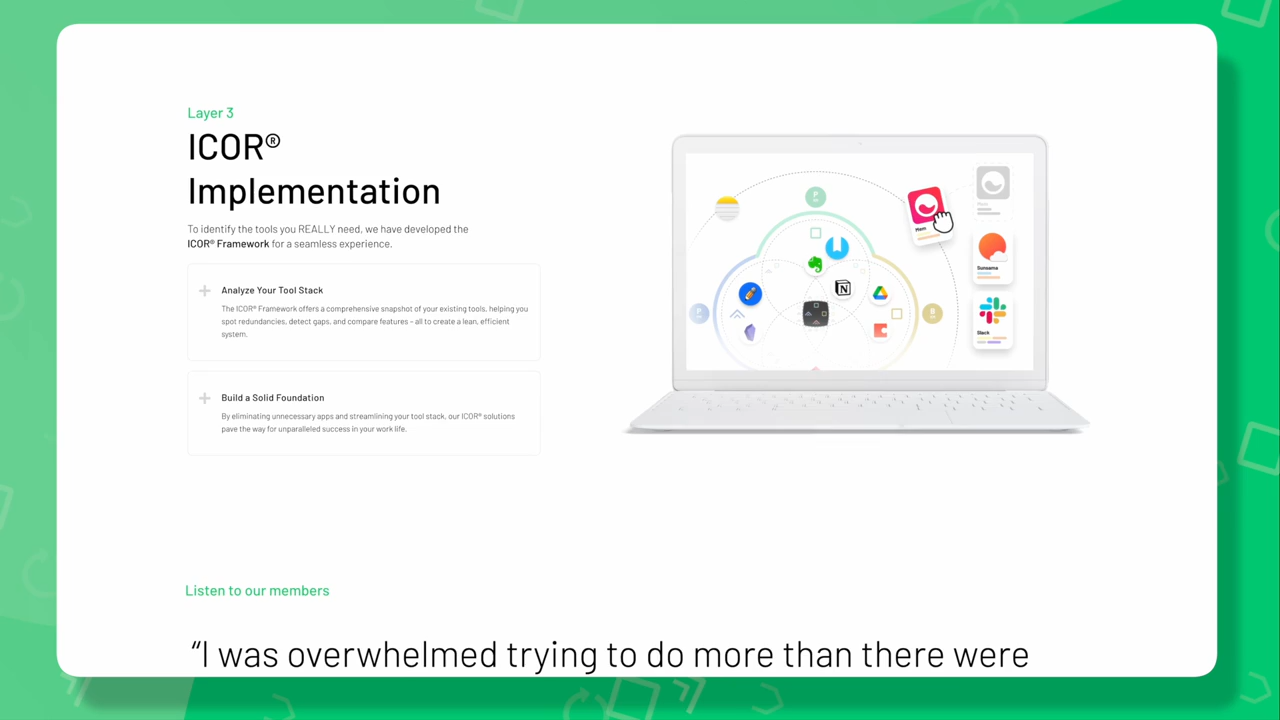 Layer 3
ICOR®
Implementation
To identify the tools you REALLY need, we have developed the
ICOR® Framework for a seamless experience.
Analyze Your Tool Stack
The ICOR® Framework offers a comprehensive snapshot of your existing tools, helping you
spot redundancies, detect gaps, and compare features – all to create a lean, efficient
system.
Build a Solid Foundation
By eliminating unnecessary apps and streamlining your tool stack, our ICOR® solutions
pave the way for unparalleled success in your work life.
P
B
Mem
Sunsama
Slack
Listen to our members
“I was overwhelmed trying to do more than there were